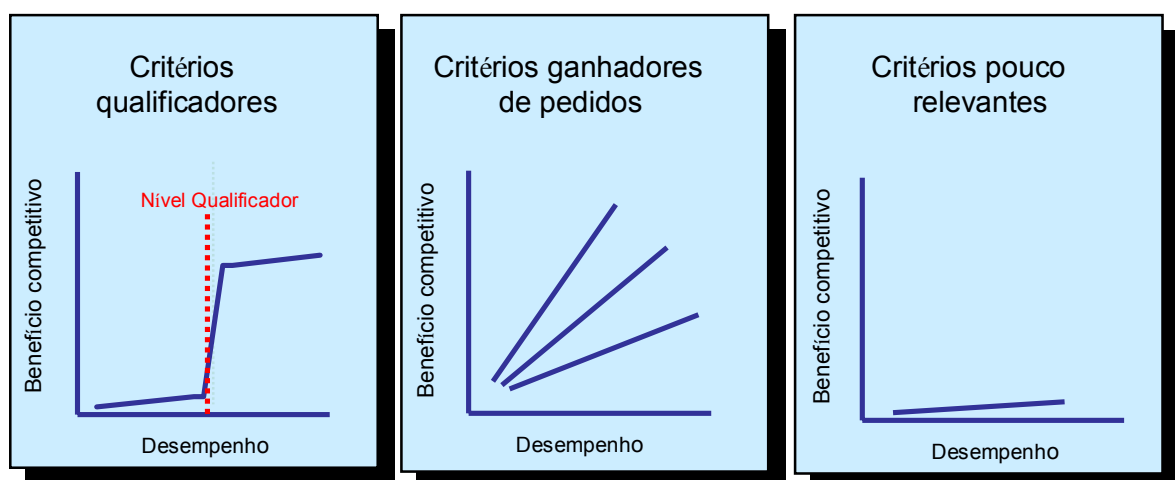 Critérios
qualificadores
Nível Qualificador
Benefício competitivo
Desempenho
Critérios ganhadores
de pedidos
Benefício competitivo
Desempenho
Critérios pouco
relevantes
Benefício competitivo
Desempenho